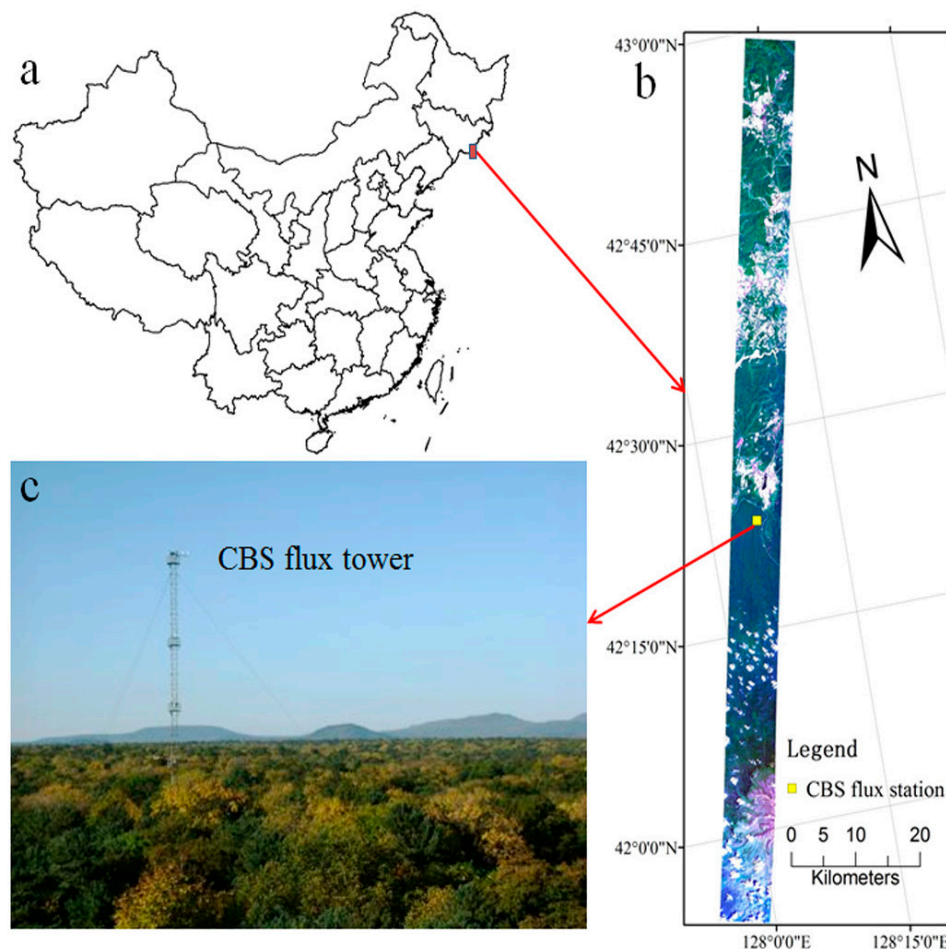 a
b
43°0'0"N
42°45'0"N
42°30'0"N
42°15'0"N
42°0'0"N
N
c
CBS flux tower
Legend
CBS flux station
0 5 10 20
Kilometers
128°0'0"E 128°15'0"E